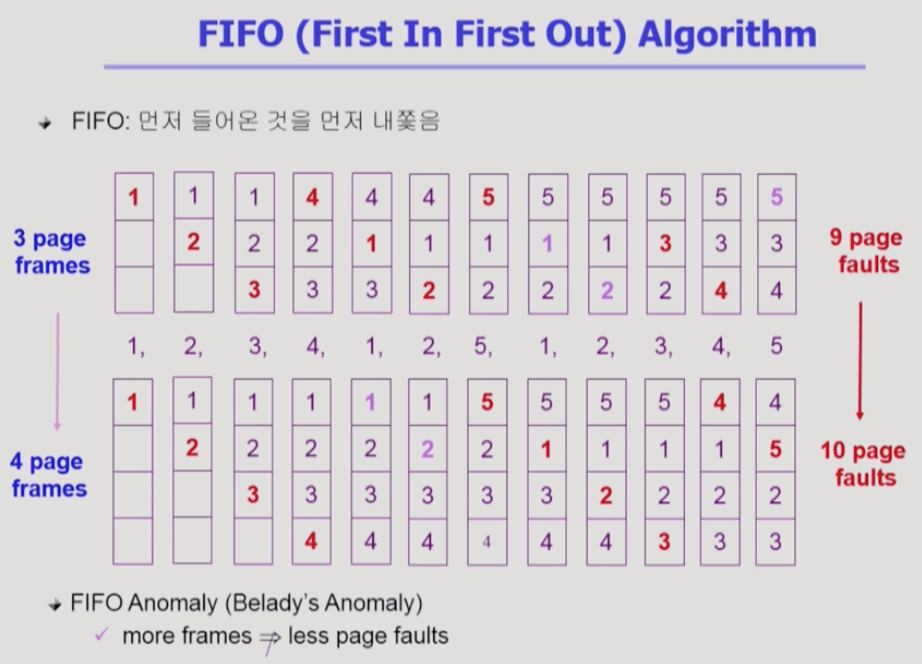 FIFO (First In First Out) Algorithm
FIFO: 먼저 들어온 것을 먼저 내쫓음
3 page
frames
1 1 1 4 4 4 5 5 5 5 5 5
2 2 2 1 1 1 1 1 3 3 3
3 3 3 2 2 2 2 2 4 4
9 page
faults
1, 2, 3, 4, 1, 2, 5, 1, 2, 3, 4, 5
4 page
frames
1 1 1 1 1 1 5 5 5 5 4 4
2 2 2 2 2 2 1 1 1 1 5
3 3 3 3 3 3 2 2 2 2
4 4 4 4 4 4 3 3 3
10 page
faults
FIFO Anomaly (Belady's Anomaly)
✓ more frames ⇏ less page faults